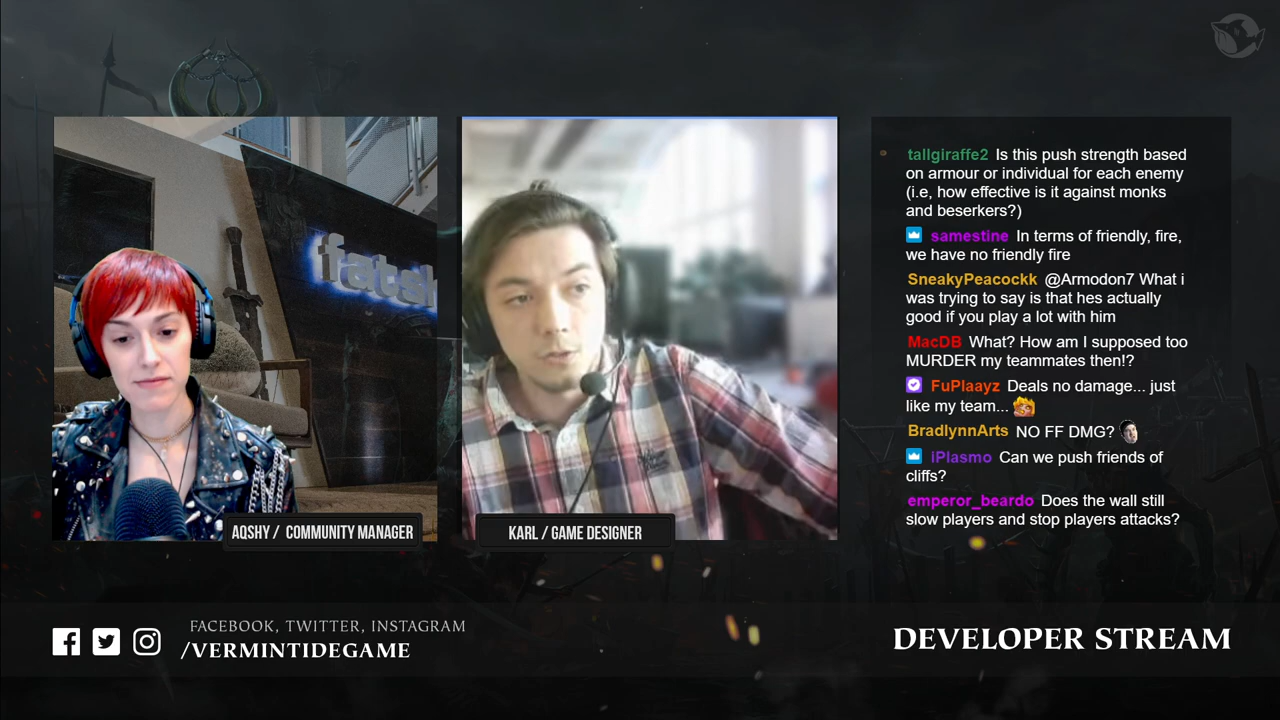 fatsh
tallgiraffe2 Is this push strength based
on armour or individual for each enemy
(i.e, how effective is it against monks
and beserkers?)
samestine In terms of friendly, fire,
we have no friendly fire
SneakyPeacockk @Armodon7 What i
was trying to say is that hes actually
good if you play a lot with him
MacDB What? How am I supposed too
MURDER my teammates then!?
FuPlaayz Deals no damage... just
like my team...
BradlynnArts NO FF DMG?
iPlasmo Can we push friends of
cliffs?
emperor_beardo Does the wall still
slow players and stop players attacks?
AQSHY / COMMUNITY MANAGER
KARL / GAME DESIGNER
FACEBOOK, TWITTER, INSTAGRAM
/VERMINTIDEGAME
DEVELOPER STREAM